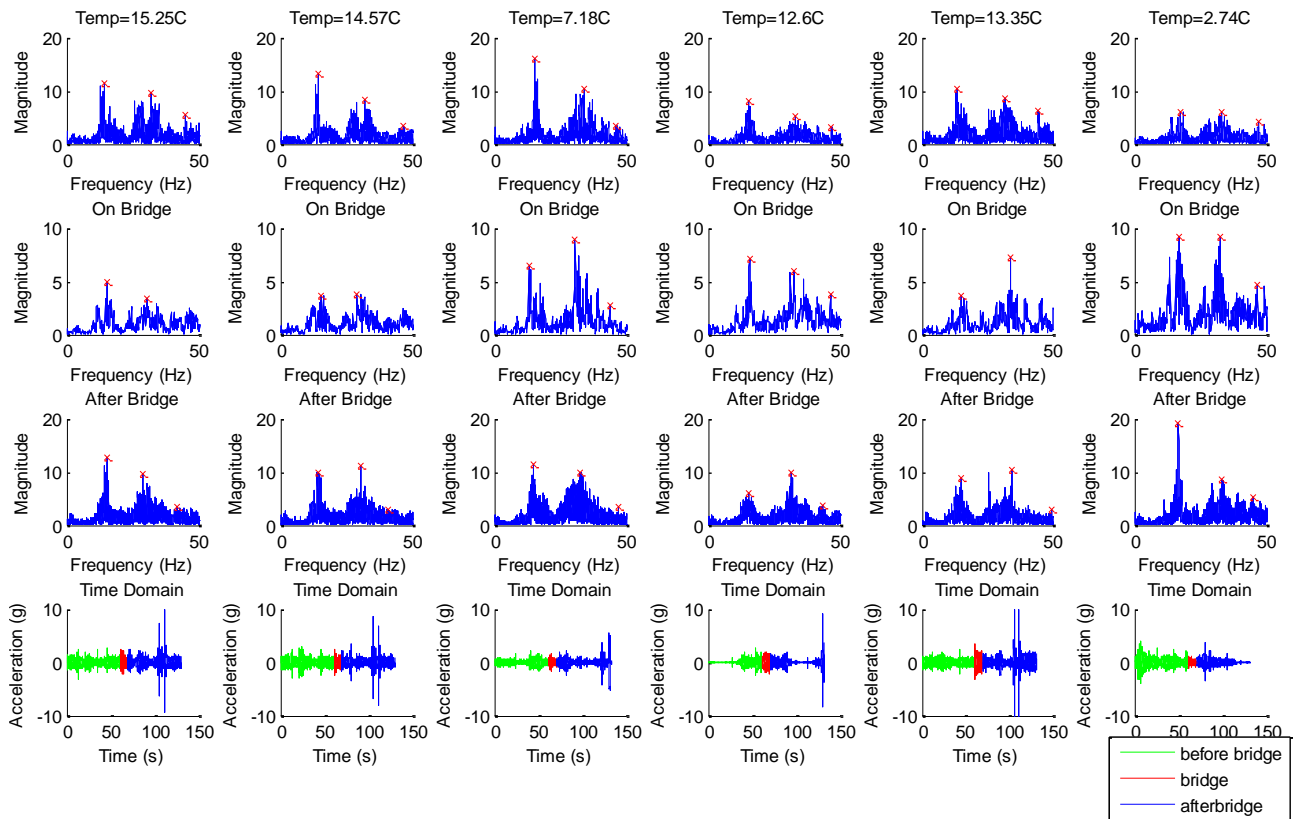 Temp=15.25C Temp=14.57C Temp=7.18C Temp=12.6C Temp=13.35C Temp=2.74C
20 20 20 20 20 20
Magnitude Magnitude Magnitude Magnitude Magnitude Magnitude
10 10 10 10 10 10
0 0 0 0 0 0
0 50 0 50 0 50 0 50 0 50 0 50
Frequency (Hz) Frequency (Hz) Frequency (Hz) Frequency (Hz) Frequency (Hz) Frequency (Hz)
On Bridge On Bridge On Bridge On Bridge On Bridge On Bridge
10 10 10 10 10 10
Magnitude Magnitude Magnitude Magnitude Magnitude Magnitude
5 5 5 5 5 5
0 0 0 0 0 0
0 50 0 50 0 50 0 50 0 50 0 50
Frequency (Hz) Frequency (Hz) Frequency (Hz) Frequency (Hz) Frequency (Hz) Frequency (Hz)
After Bridge After Bridge After Bridge After Bridge After Bridge After Bridge
20 20 20 20 20 20
Magnitude Magnitude Magnitude Magnitude Magnitude Magnitude
10 10 10 10 10 10
0 0 0 0 0 0
0 50 0 50 0 50 0 50 0 50 0 50
Frequency (Hz) Frequency (Hz) Frequency (Hz) Frequency (Hz) Frequency (Hz) Frequency (Hz)
Time Domain Time Domain Time Domain Time Domain Time Domain Time Domain
10 10 10 10 10 10
Acceleration (g) Acceleration (g) Acceleration (g) Acceleration (g) Acceleration (g) Acceleration (g)
0 0 0 0 0 0
-10 -10 -10 -10 -10 -10
0 50 100 150 0 50 100 150 0 50 100 150 0 50 100 150 0 50 100 150 0 50 100 150
Time (s) Time (s) Time (s) Time (s) Time (s)
before bridge
bridge
afterbridge